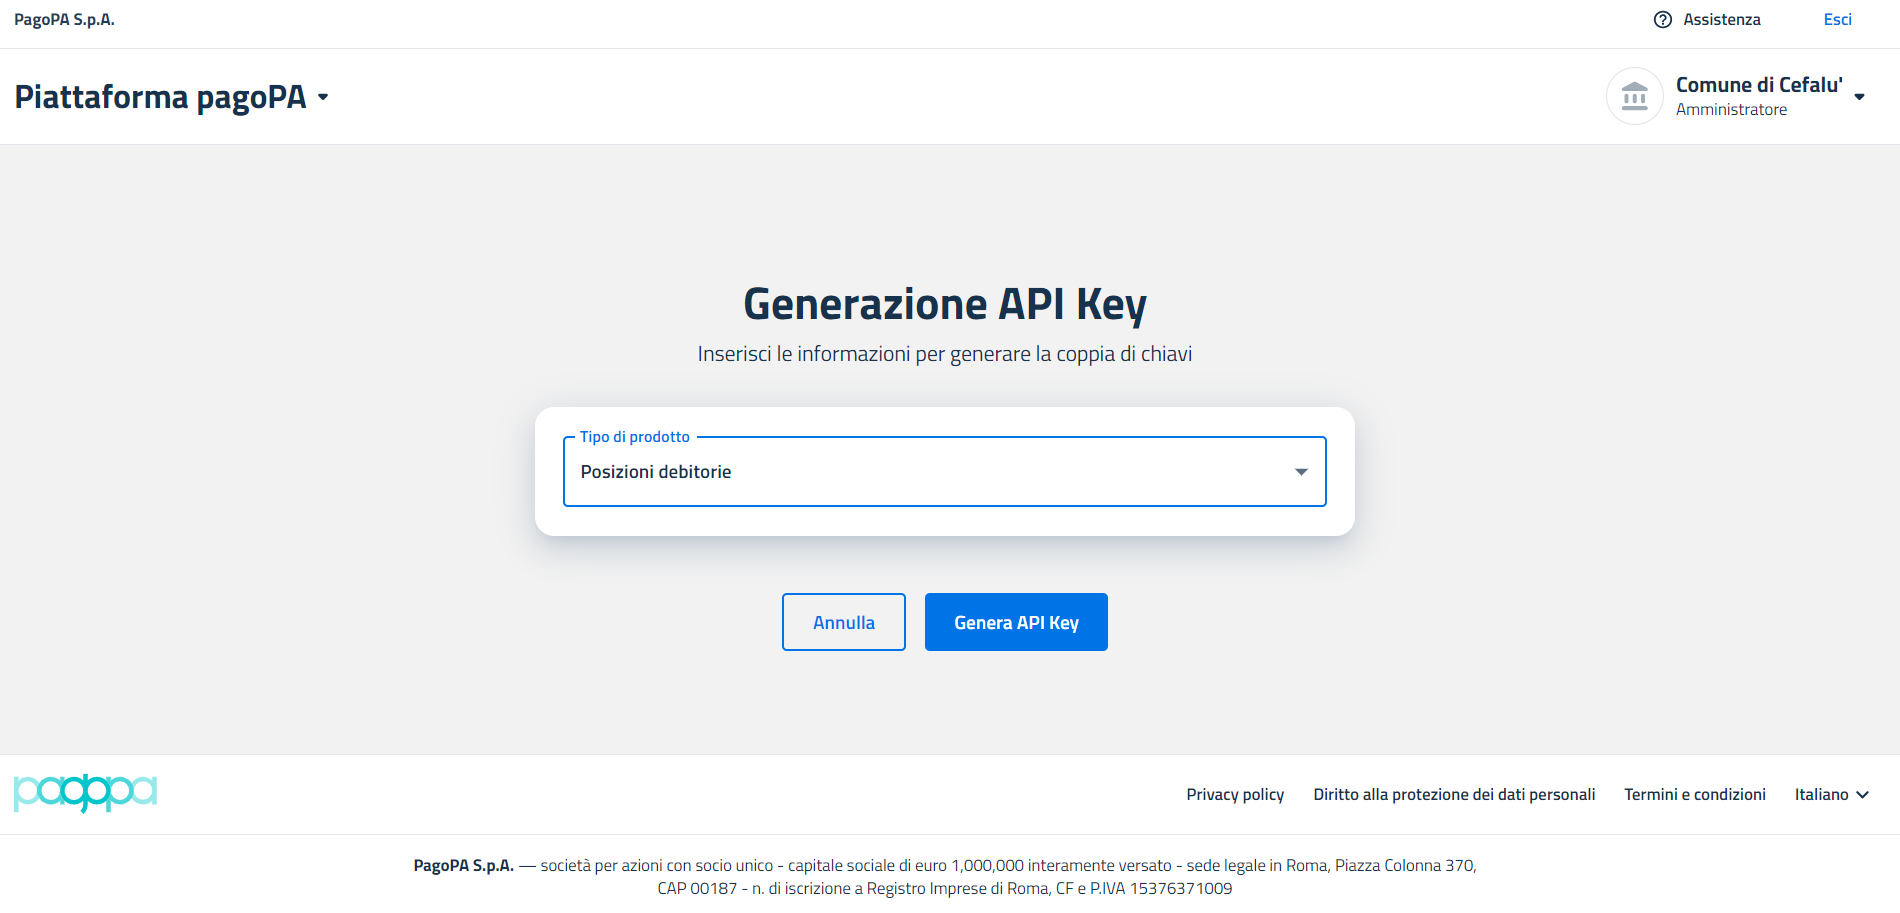 PagoPA S.p.A.
Assistenza
Esci
Piattaforma pagoPA
Comune di Cefalu'
Amministratore
Generazione API Key
Inserisci le informazioni per generare la coppia di chiavi
Tipo di prodotto
Posizioni debitorie
Annulla
Genera API Key
pagopa
Privacy policy
Diritto alla protezione dei dati personali
Termini e condizioni
Italiano
PagoPA S.p.A. — società per azioni con socio unico - capitale sociale di euro 1,000,000 interamente versato - sede legale in Roma, Piazza Colonna 370,
CAP 00187 - n. di iscrizione a Registro Imprese di Roma, CF e P.IVA 15376371009